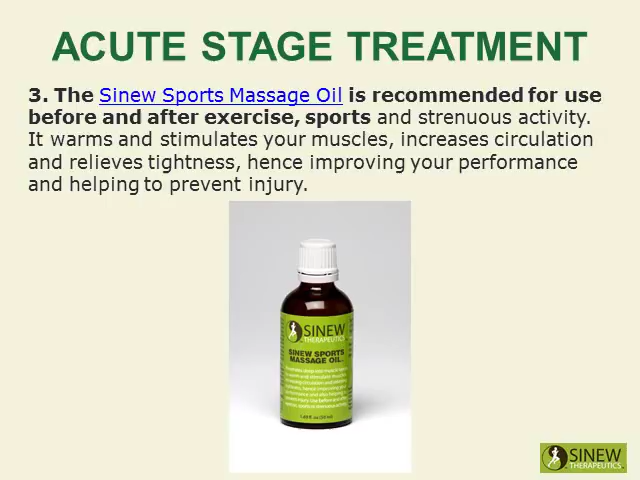 ACUTE STAGE TREATMENT
3. The Sinew Sports Massage Oil is recommended for use
before and after exercise, sports and strenuous activity.
It warms and stimulates your muscles, increases circulation
and relieves tightness, hence improving your performance
and helping to prevent injury.
SINEW
THERAPEUTICS
SINEW SPORTS
MASSAGE OIL
SINEW
THERAPEUTICS